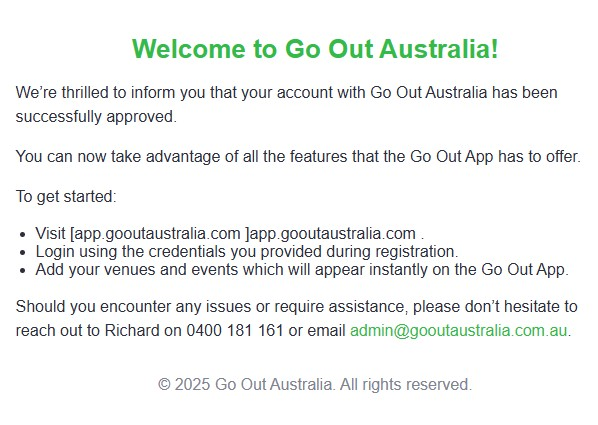 Welcome to Go Out Australia!
We’re thrilled to inform you that your account with Go Out Australia has been
successfully approved.
You can now take advantage of all the features that the Go Out App has to offer.
To get started:
• Visit [app.gooutaustralia.com ]app.gooutaustralia.com .
• Login using the credentials you provided during registration.
• Add your venues and events which will appear instantly on the Go Out App.
Should you encounter any issues or require assistance, please don’t hesitate to
reach out to Richard on 0400 181 161 or email admin@gooutaustralia.com.au.
© 2025 Go Out Australia. All rights reserved.